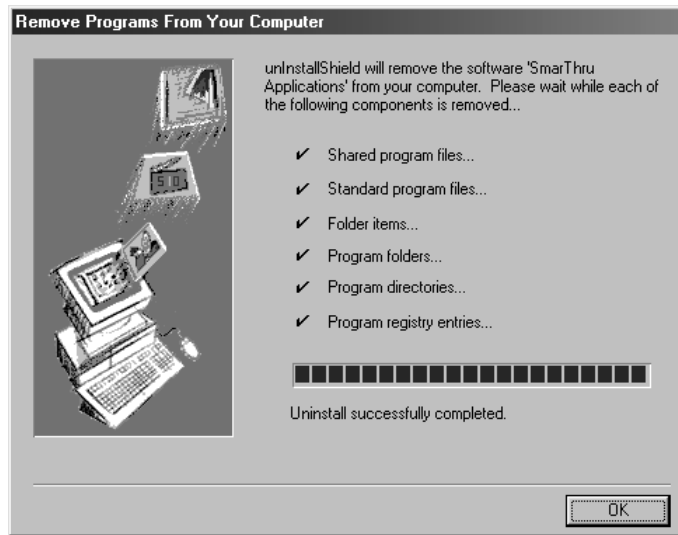 Remove Programs From Your Computer
unInstallShield will remove the software 'SmarThru
Applications' from your computer. Please wait while each of
the following components is removed...
✔ Shared program files...
✔ Standard program files...
✔ Folder items...
✔ Program folders...
✔ Program directories...
✔ Program registry entries...
Uninstall successfully completed.
OK